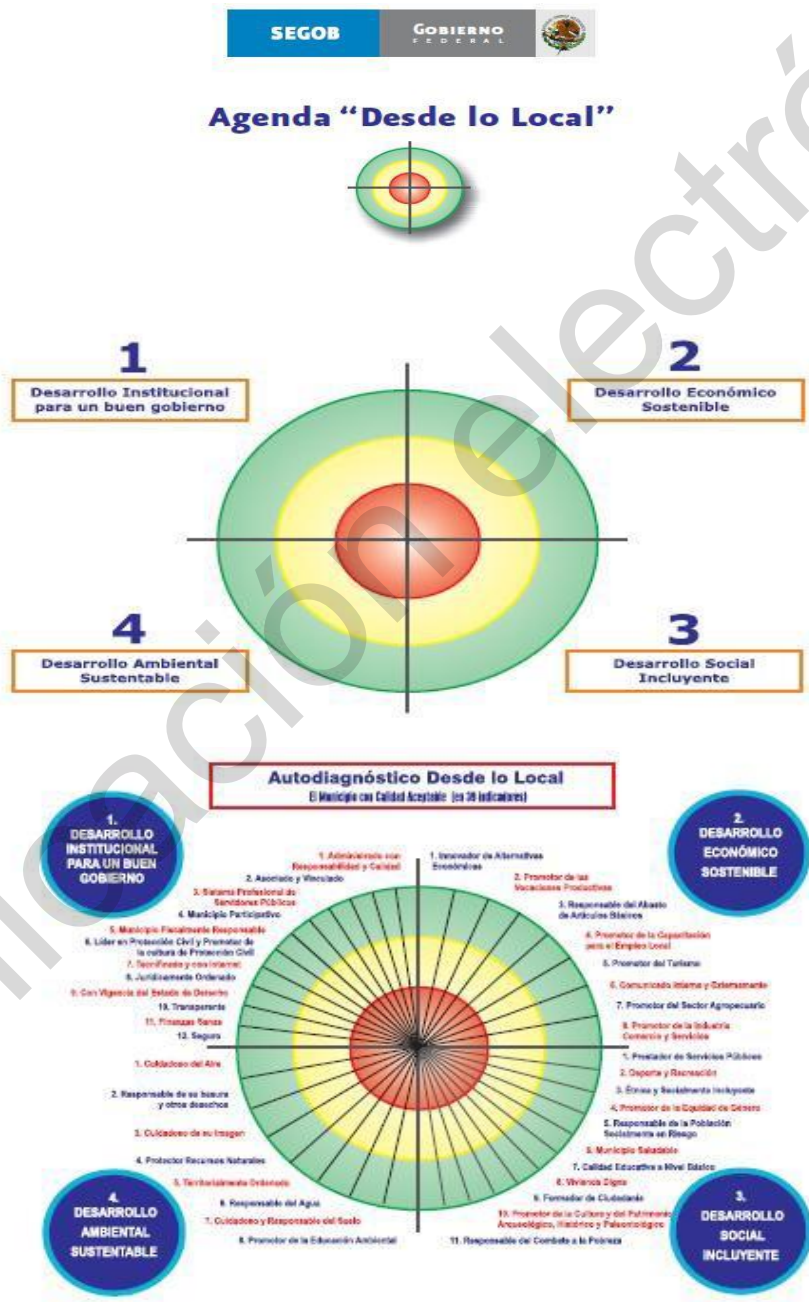 SEGOB
GOBIERNO
FEDERAL
Agenda “Desde lo Local”
1
Desarrollo Institucional
para un buen gobierno
2
Desarrollo Económico
Sostenible
4
Desarrollo Ambiental
Sustentable
3
Desarrollo Social
Incluyente
Autodiagnóstico Desde lo Local
El Municipio con Calidad Aceptable (en 39 indicadores)
1.
DESARROLLO
INSTITUCIONAL
PARA UN BUEN
GOBIERNO
1. Administrado con
Responsabilidad y Calidad
2. Asociado y Vinculado
3. Sistema Profesional de
Servidores Públicos
4. Municipio Participativo
5. Municipio Fiscalmente Responsable
6. Líder en Protección Civil y Promotor de
la cultura de Protección Civil
7. Tecnificado y con Internet
8. Jurídicamente Ordenado
9. Con Vigencia del Estado de Derecho
10. Transparente
11. Finanzas Sanas
12. Seguro
2.
DESARROLLO
ECONÓMICO
SOSTENIBLE
1. Innovador de Alternativas
Económicas
2. Promotor de las
Vocaciones Productivas
3. Responsable del Abasto
de Artículos Básicos
4. Promotor de la Capacitación
para el Empleo Local
5. Promotor del Turismo
6. Comunicado Interna y Externamente
7. Promotor del Sector Agropecuario
8. Promotor de la Industria
Comercio y Servicios
1. Prestador de Servicios Públicos
2. Deporte y Recreación
3. Étnica y Socialmente Incluyente
4. Promotor de la Equidad de Género
5. Responsable de la Población
Socialmente en Riesgo
6. Municipio Saludable
7. Calidad Educativa a Nivel Básico
8. Vivienda Digna
9. Formador de Ciudadanía
10. Promotor de la Cultura y del Patrimonio
Arqueológico, Histórico y Paleontológico
11. Responsable del Combate a la Pobreza
3.
DESARROLLO
SOCIAL
INCLUYENTE
1. Cuidadoso del Aire
2. Responsable de su basura
y otros desechos
3. Cuidadoso de su Imagen
4. Protector Recursos Naturales
5. Territorialmente Ordenado
6. Responsable del Agua
7. Cuidadoso y Responsable del Suelo
8. Promotor de la Educación Ambiental
4.
DESARROLLO
AMBIENTAL
SUSTENTABLE